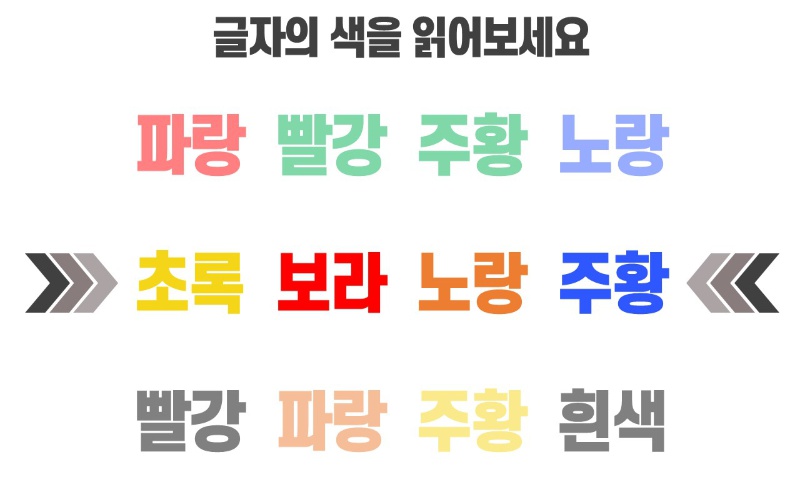 글자의 색을 읽어보세요
파랑 빨강 주황 노랑
초록 보라 노랑 주황
빨강 파랑 주황 흰색